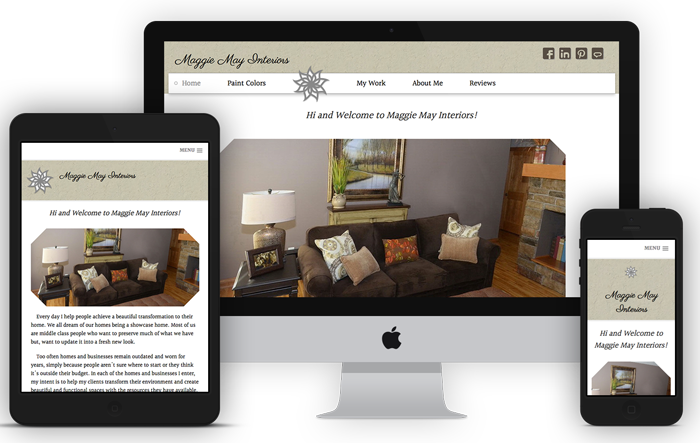 Maggie May Interiors
Home Paint Colors My Work About Me Reviews
Hi and Welcome to Maggie May Interiors!
MENU
Maggie May Interiors
Hi and Welcome to Maggie May Interiors!
Every day I help people achieve a beautiful transformation to their
home. We all dream of our homes being a showcase home. Most of us
are middle class people who want to preserve much of what we have
but, want to update it into a fresh new look.
Too often homes and businesses remain outdated and worn for
years, simply because people aren´t sure where to start or they think
it´s outside their budget. In each of the homes and businesses I enter,
my intent is to help my clients transform their environment and create
beautiful and functional spaces with the resources they have available.
MENU
Maggie May
Interiors
Hi and Welcome to
Maggie May Interiors!